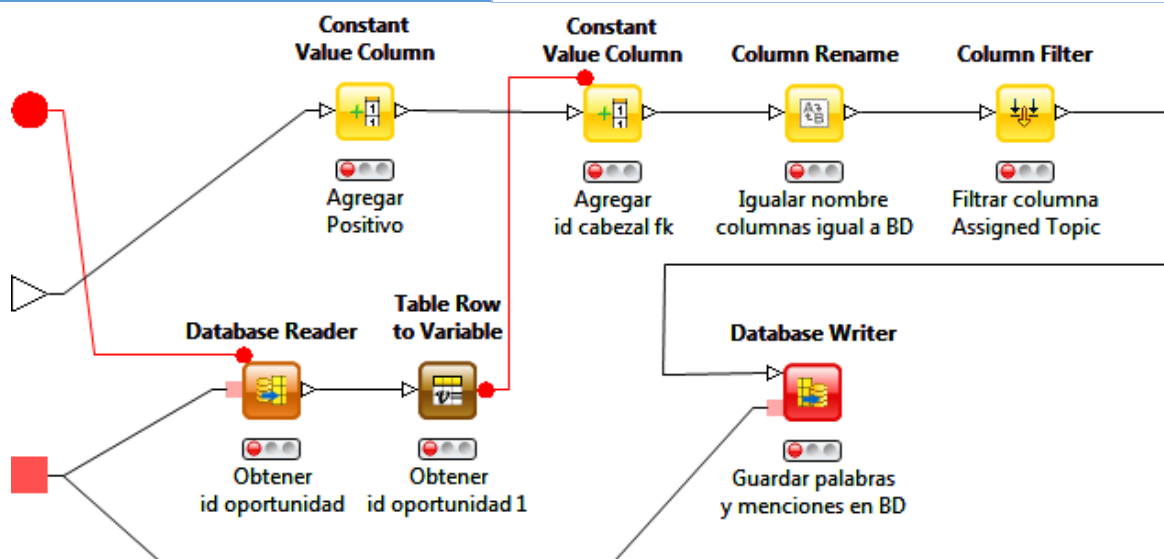 Constant
Value Column
Agregar
Positivo
Constant
Value Column
Agregar
id cabezal fk
Column Rename
Igualar nombre
columnas igual a BD
Column Filter
Filtrar columna
Assigned Topic
Database Reader
Obtener
id oportunidad
Table Row
to Variable
Obtener
id oportunidad 1
Database Writer
Guardar palabras
y menciones en BD